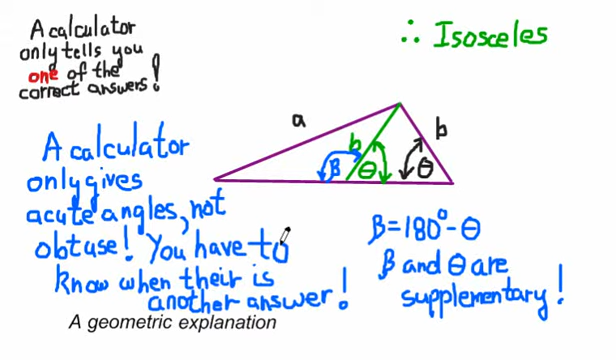 A calculator
only tells you
one of the
correct answers!
∴ Isosceles
a
b
b
β
θ
θ
A calculator
only gives
acute angles, not
obtuse! You have to
know when their is
another answer!
β = 180° - θ
β and θ are
supplementary!
A geometric explanation